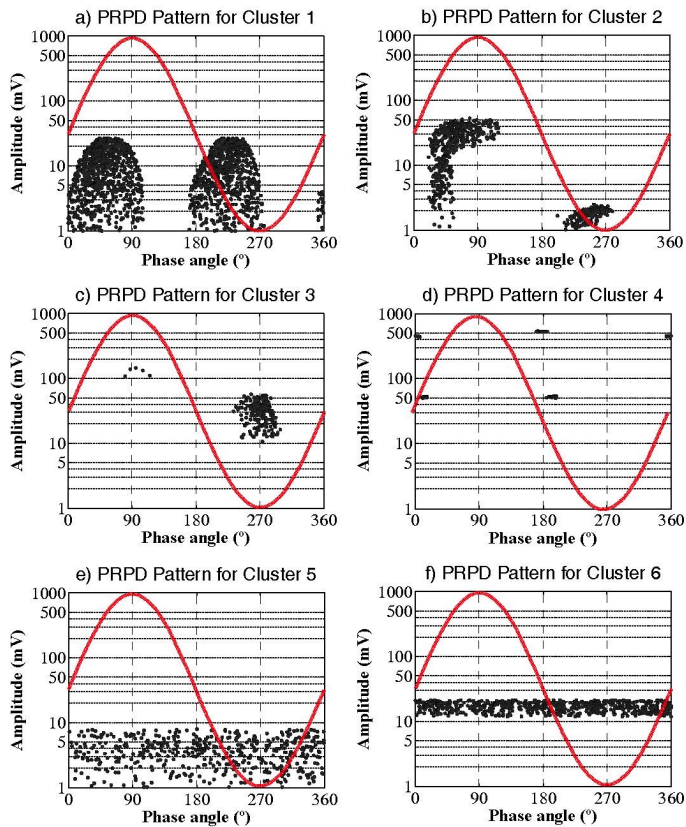 a) PRPD Pattern for Cluster 1
b) PRPD Pattern for Cluster 2
Amplitude (mV)
1000
500
100
50
10
5
1
0 90 180 270 360
Phase angle (º)
Amplitude (mV)
1000
500
100
50
10
5
1
0 90 180 270 360
Phase angle (º)
c) PRPD Pattern for Cluster 3
d) PRPD Pattern for Cluster 4
Amplitude (mV)
1000
500
100
50
10
5
1
0 90 180 270 360
Phase angle (º)
Amplitude (mV)
1000
500
100
50
10
5
1
0 90 180 270 360
Phase angle (º)
e) PRPD Pattern for Cluster 5
f) PRPD Pattern for Cluster 6
Amplitude (mV)
1000
500
100
50
10
5
1
0 90 180 270 360
Phase angle (º)
Amplitude (mV)
1000
500
100
50
10
5
1
0 90 180 270 360
Phase angle (º)